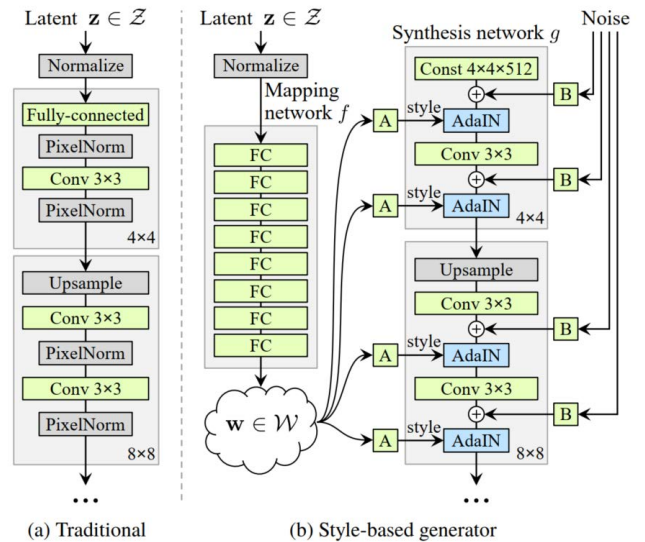 Latent z ∈ Z
Normalize
Fully-connected
PixelNorm
Conv 3×3
PixelNorm
4×4
Upsample
Conv 3×3
PixelNorm
Conv 3×3
PixelNorm
8×8
...
(a) Traditional
Latent z ∈ Z
Normalize
Mapping
network f
FC
FC
FC
FC
FC
FC
FC
FC
w ∈ W
Synthesis network g
Noise
Const 4×4×512
B
A
style
AdaIN
Conv 3×3
B
A
style
AdaIN
4×4
Upsample
Conv 3×3
B
A
style
AdaIN
Conv 3×3
B
A
style
AdaIN
8×8
...
(b) Style-based generator